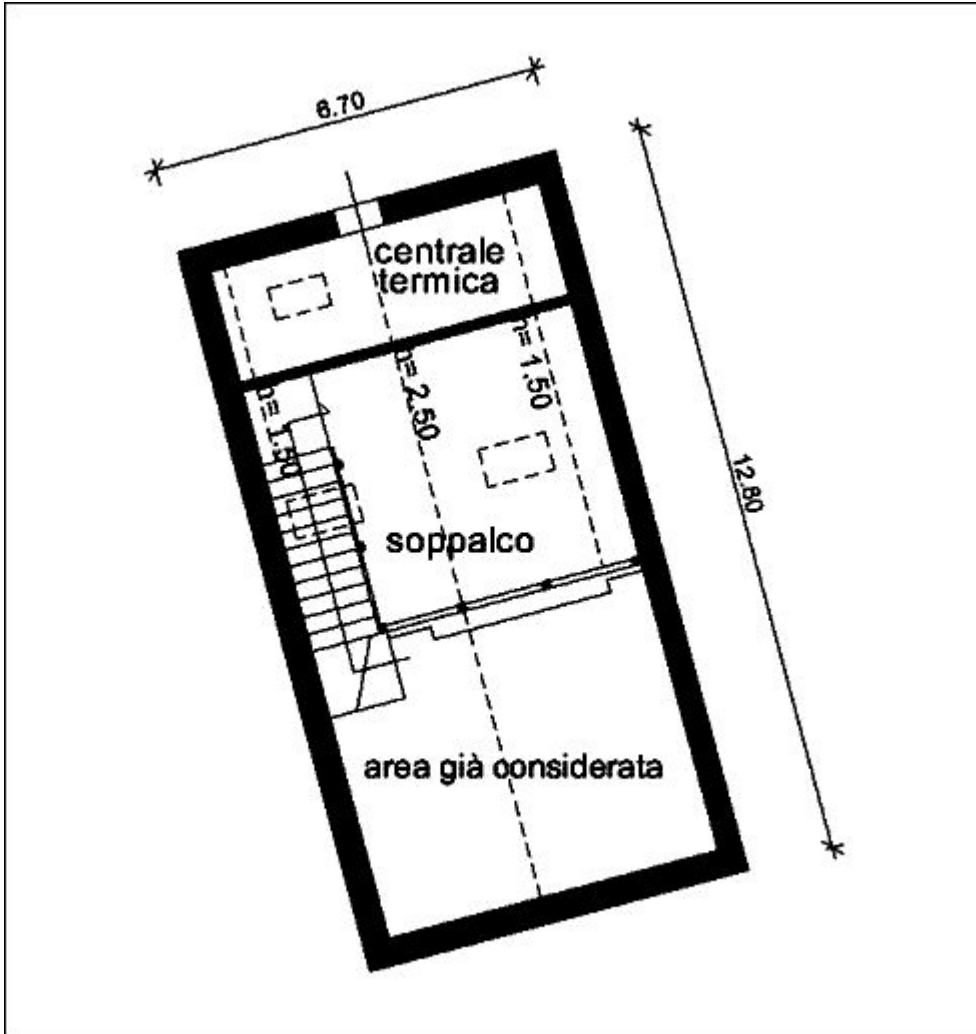 6.70
centrale
termica
h= 1.50
h= 2.50
h= 1.50
12.80
soppalco
area già considerata